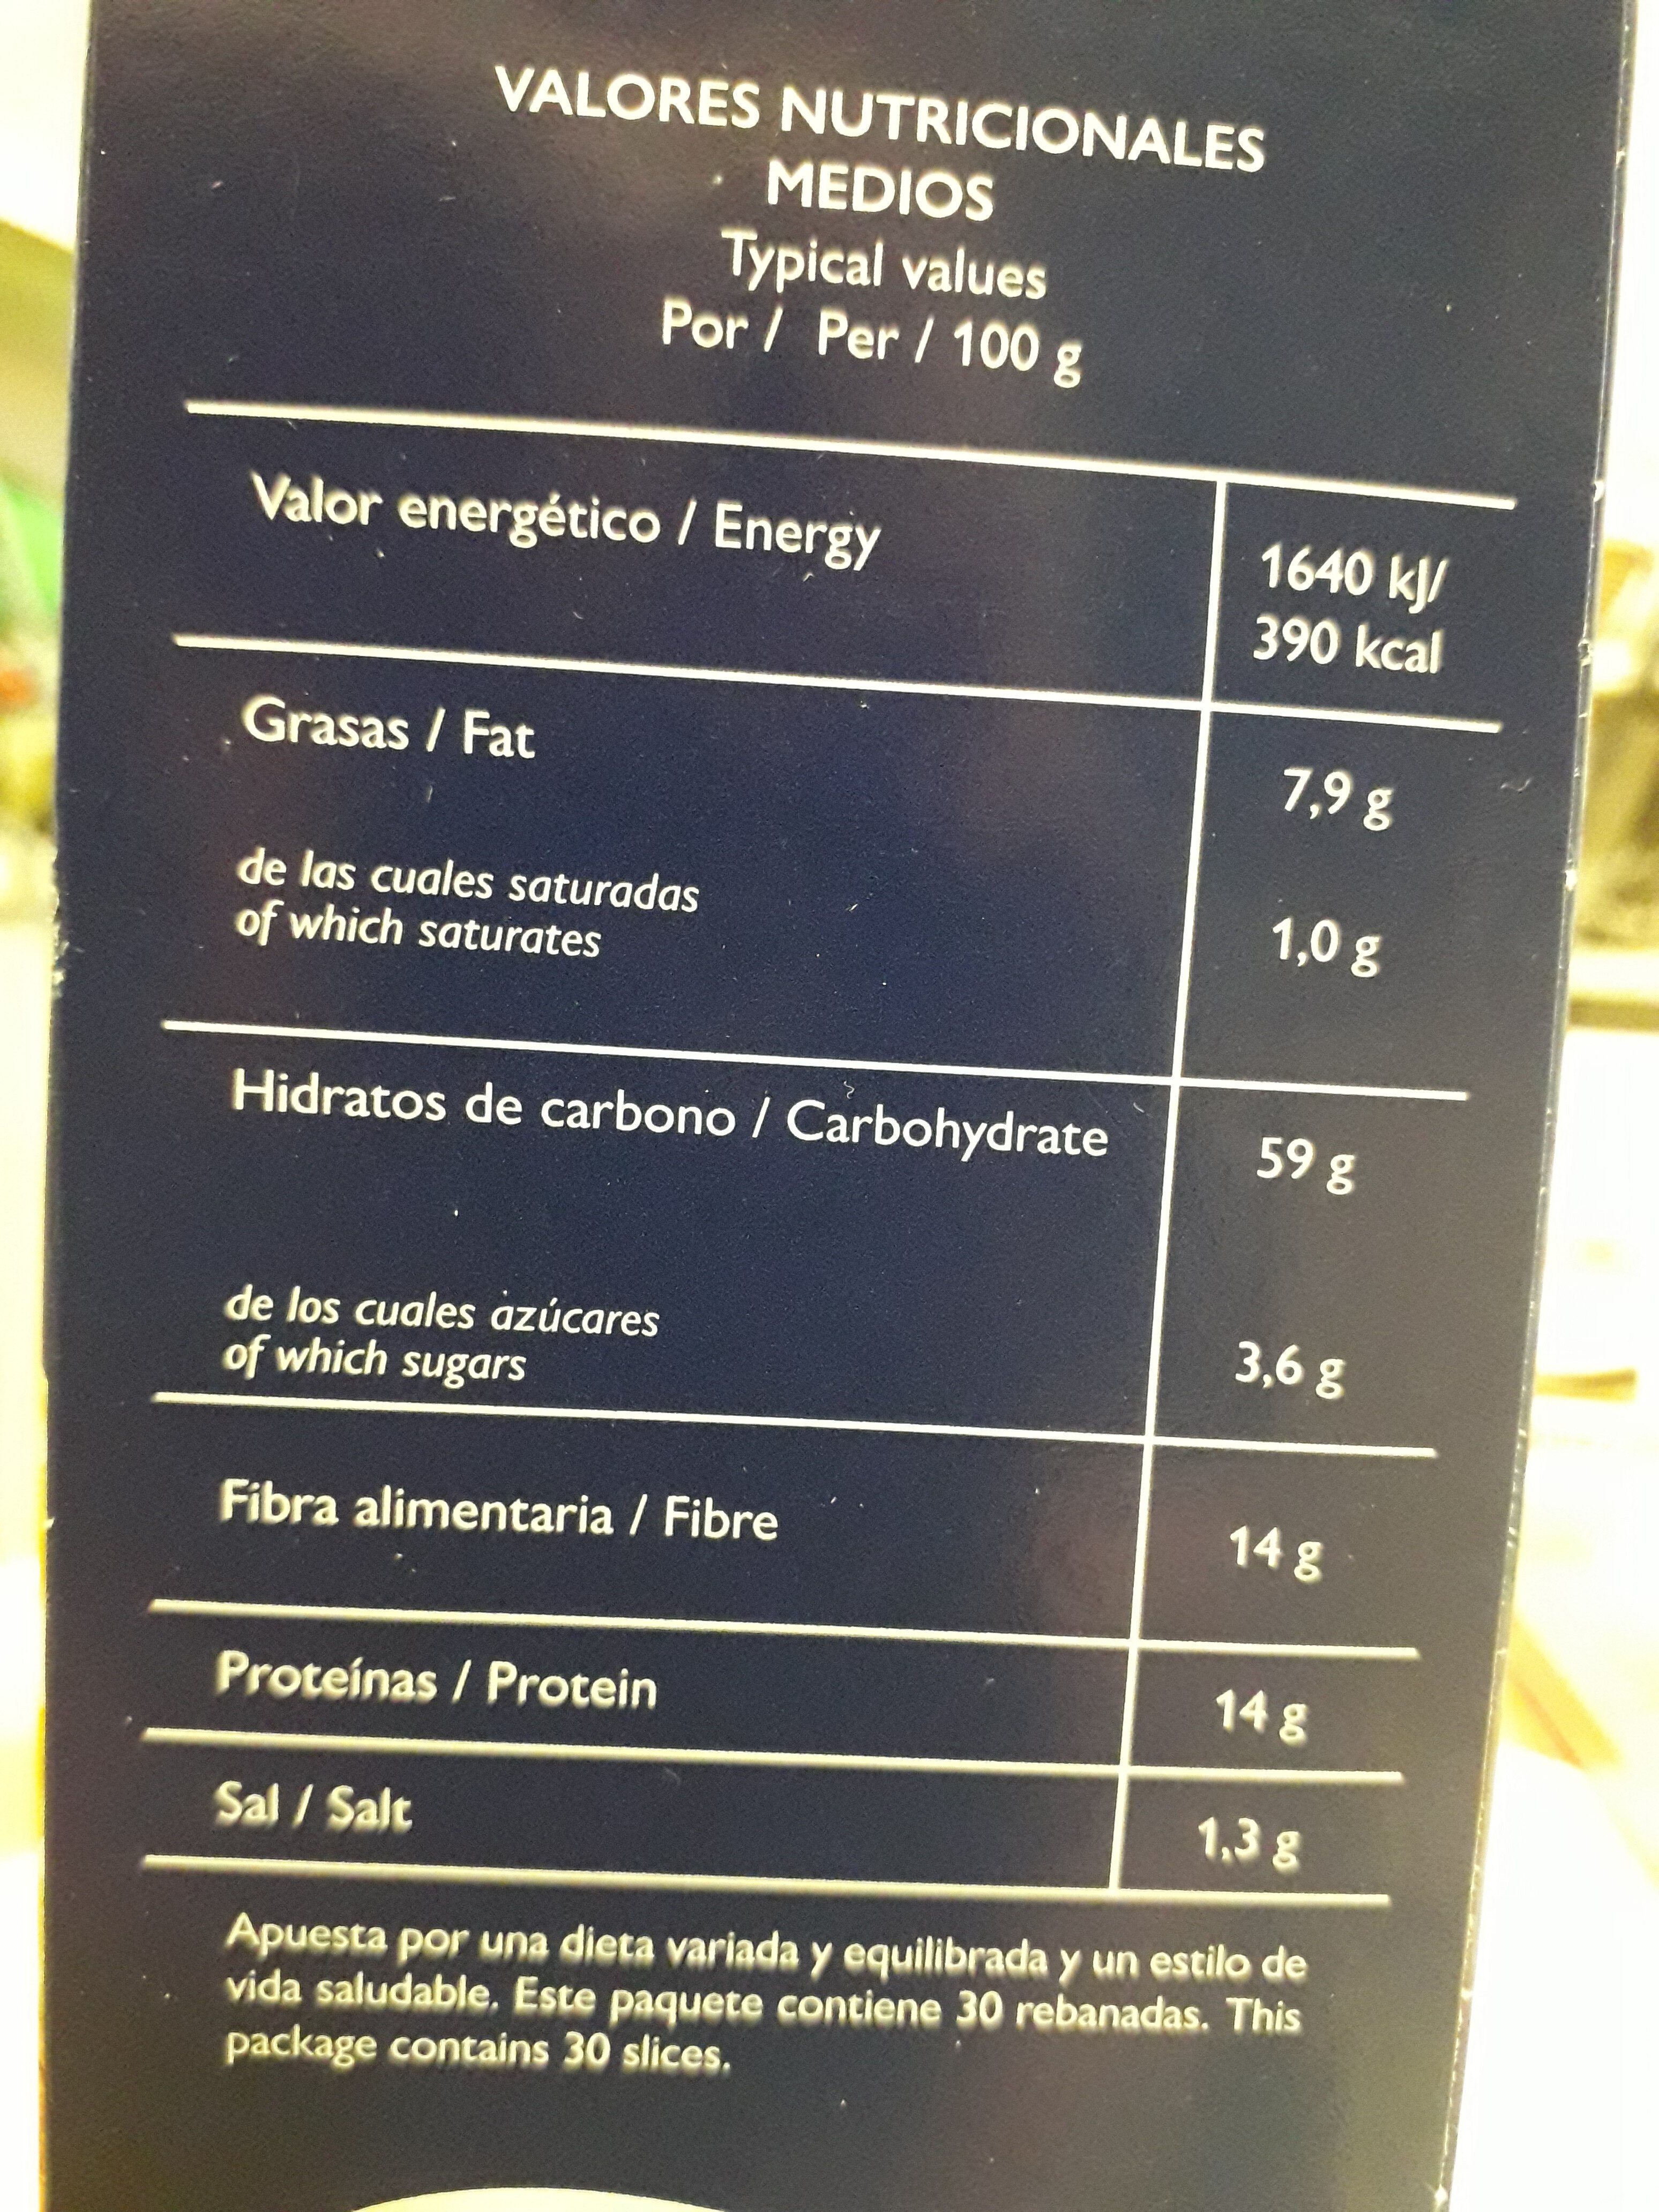 VALORES NUTRICIONALES
MEDIOS
Typical values
Por / Per / 100 g
Valor energético / Energy
1640 kJ/
390 kcal
Grasas / Fat
7,9 g
de las cuales saturadas
of which saturates
1,0 g
Hidratos de carbono / Carbohydrate
59 g
de los cuales azúcares
of which sugars
3,6 g
Fibra alimentaria / Fibre
14 g
Proteínas / Protein
14 g
Sal / Salt
1,3 g
Apuesta por una dieta variada y equilibrada y un estilo de
vida saludable. Este paquete contiene 30 rebanadas. This
package contains 30 slices.